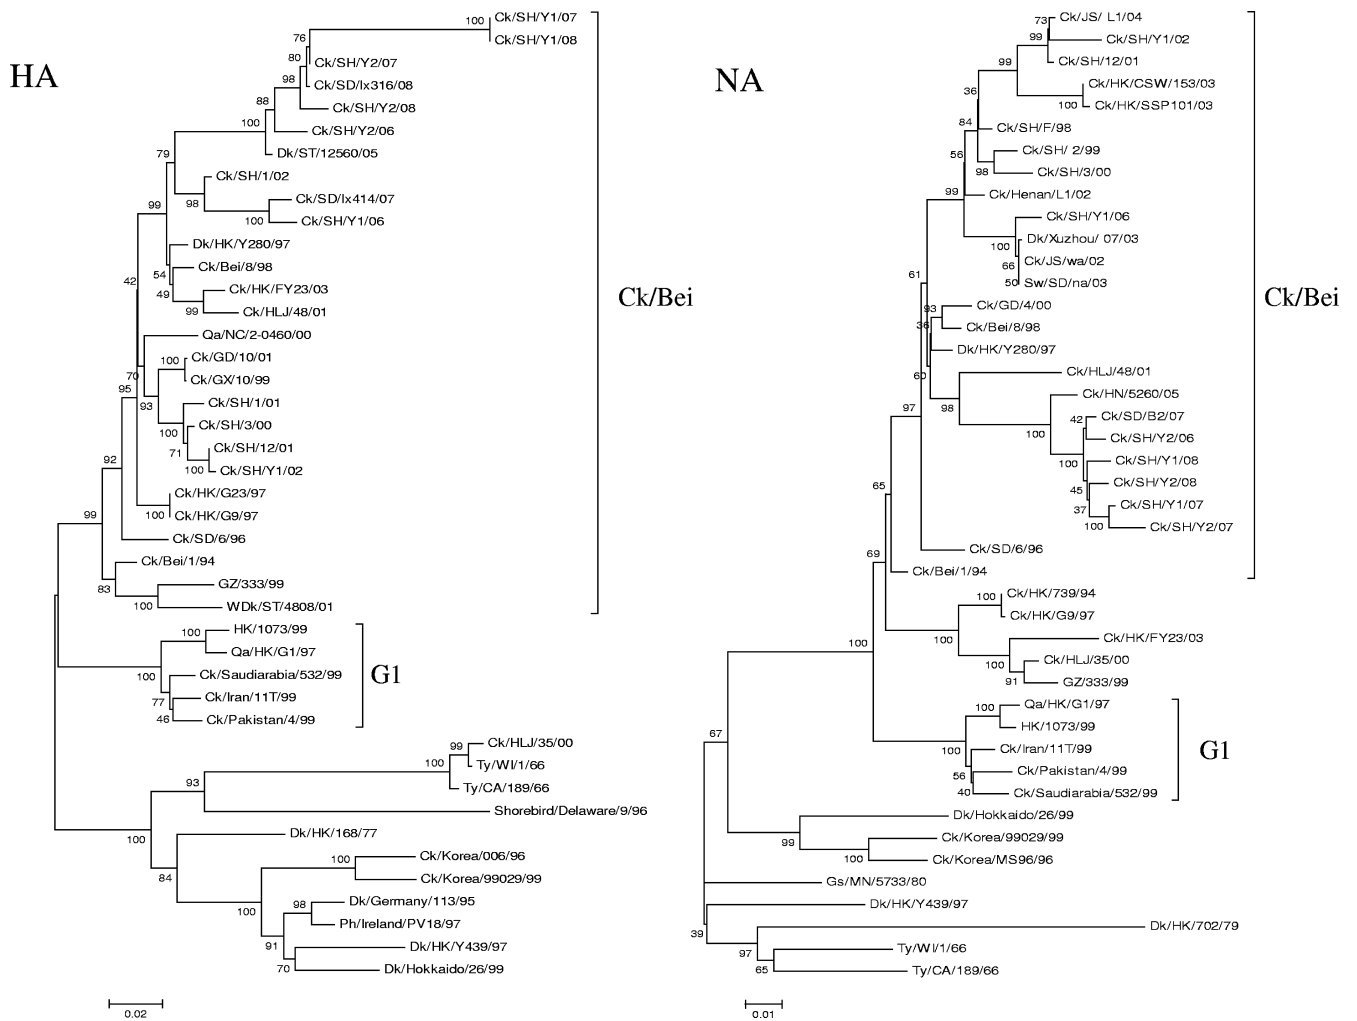 HA
Ck/SH/Y1/07
100
Ck/SH/Y1/08
76
80
Ck/SH/Y2/07
98
Ck/SD/lx316/08
88
Ck/SH/Y2/08
100
Ck/SH/Y2/06
Dk/ST/12560/05
79
Ck/SH/1/02
98
Ck/SD/lx414/07
100
Ck/SH/Y1/06
99
Dk/HK/Y280/97
54
Ck/Bei/8/98
49
Ck/HK/FY23/03
99
Ck/HLJ/48/01
42
Qa/NC/2-0460/00
Ck/GD/10/01
100
Ck/GX/10/99
70
95
93
Ck/SH/1/01
Ck/SH/3/00
100
Ck/SH/12/01
71
100
Ck/SH/Y1/02
92
Ck/HK/G23/97
100
Ck/HK/G9/97
99
Ck/SD/6/96
Ck/Bei/1/94
83
GZ/333/99
100
WDk/ST/4808/01
Ck/Bei
HK/1073/99
100
Qa/HK/G1/97
100
Ck/Saudiarabia/532/99
77
Ck/Iran/11T/99
46
Ck/Pakistan/4/99
G1
Ck/HLJ/35/00
99
Ty/WI/1/66
100
Ty/CA/189/66
93
Shorebird/Delaware/9/96
100
Dk/HK/168/77
84
Ck/Korea/006/96
100
Ck/Korea/99029/99
100
Dk/Germany/113/95
98
Ph/Ireland/PV18/97
91
Dk/HK/Y439/97
70
Dk/Hokkaido/26/99
0.02
NA
73
Ck/JS/ L1/04
99
Ck/SH/Y1/02
Ck/SH/12/01
99
Ck/HK/CSW/153/03
100
Ck/HK/SSP101/03
36
84
Ck/SH/F/98
Ck/SH/ 2/99
98
Ck/SH/3/00
56
99
Ck/Henan/L1/02
Ck/SH/Y1/06
100
Dk/Xuzhou/ 07/03
66
Ck/JS/wa/02
50
Sw/SD/na/03
61
93
Ck/GD/4/00
36
Ck/Bei/8/98
Dk/HK/Y280/97
60
Ck/HLJ/48/01
98
Ck/HN/5260/05
97
100
42
Ck/SD/B2/07
Ck/SH/Y2/06
100
Ck/SH/Y1/08
45
Ck/SH/Y2/08
37
Ck/SH/Y1/07
100
Ck/SH/Y2/07
65
Ck/SD/6/96
69
Ck/Bei/1/94
Ck/Bei
Ck/HK/739/94
100
Ck/HK/G9/97
100
Ck/HK/FY23/03
100
Ck/HLJ/35/00
91
GZ/333/99
100
Qa/HK/G1/97
100
HK/1073/99
100
Ck/Iran/11T/99
56
Ck/Pakistan/4/99
40
Ck/Saudiarabia/532/99
G1
67
Dk/Hokkaido/26/99
99
Ck/Korea/99029/99
100
Ck/Korea/MS96/96
Gs/MN/5733/80
Dk/HK/Y439/97
39
Dk/HK/702/79
97
Ty/WI/1/66
65
Ty/CA/189/66
0.01